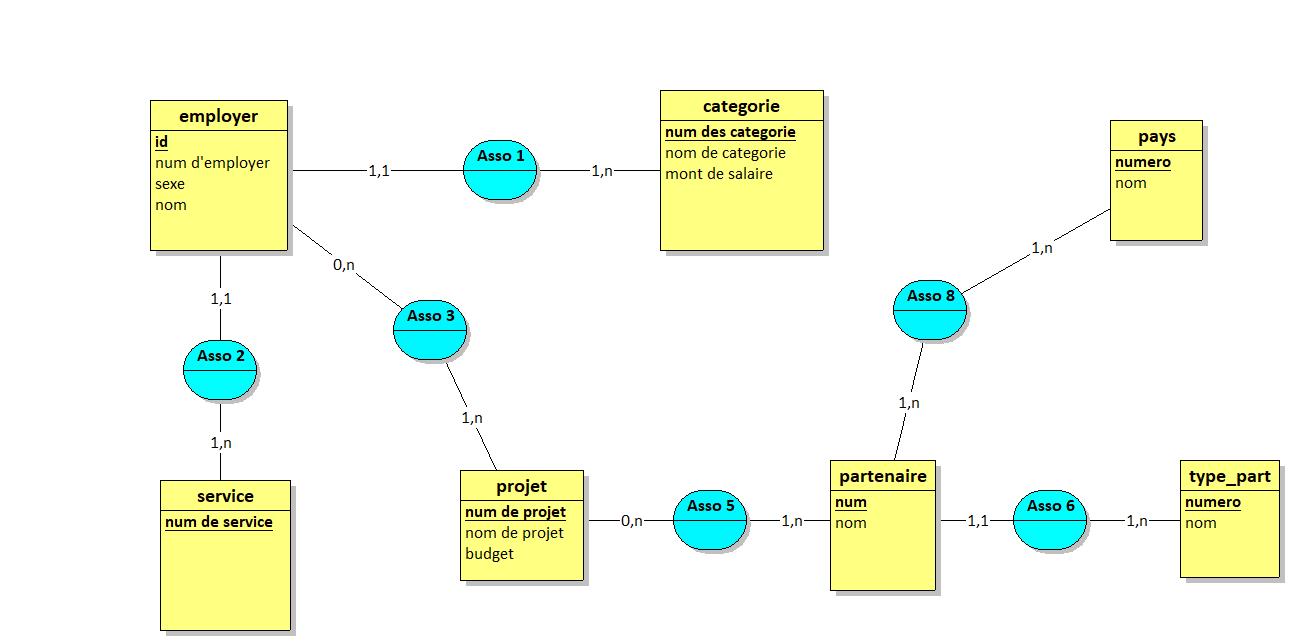 employer
id
num d'employer
sexe
nom
1,1
Asso 1
1,n
categorie
num des categorie
nom de categorie
mont de salaire
pays
numero
nom
1,n
Asso 8
1,n
0,n
Asso 3
1,n
1,1
Asso 2
1,n
service
num de service
projet
num de projet
nom de projet
budget
0,n
Asso 5
1,n
partenaire
num
nom
1,1
Asso 6
1,n
type_part
numero
nom